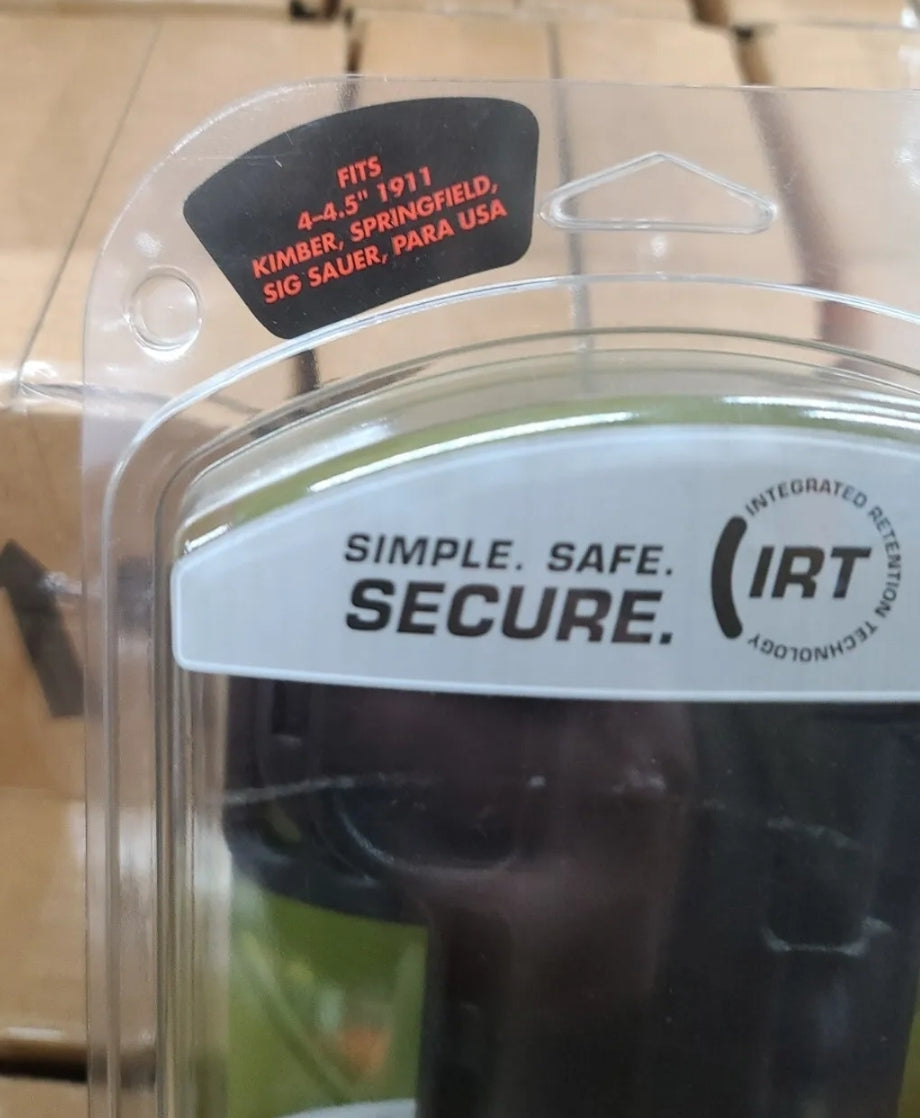 FITS
4-4.5" 1911
KIMBER, SPRINGFIELD,
SIG SAUER, PARA USA
SIMPLE. SAFE.
SECURE.
IRT
INTEGRATED RETENTION TECHNOLOGY